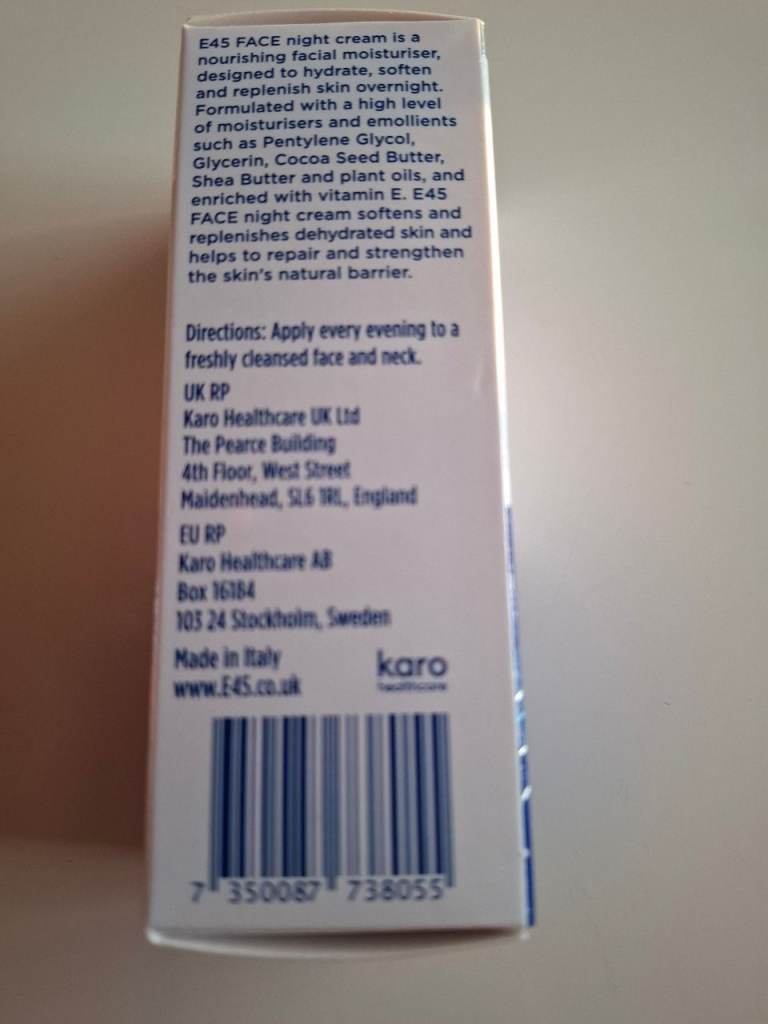 E45 FACE night cream is a
nourishing facial moisturiser,
designed to hydrate, soften
and replenish skin overnight.
Formulated with a high level
of moisturisers and emollients
such as Pentylene Glycol,
Glycerin, Cocoa Seed Butter,
Shea Butter and plant oils, and
enriched with vitamin E. E45
FACE night cream softens and
replenishes dehydrated skin and
helps to repair and strengthen
the skin's natural barrier.
Directions: Apply every evening to a
freshly cleansed face and neck.
UK RP
Karo Healthcare UK Ltd
The Pearce Building
4th Floor, West Street
Maidenhead, SL6 1RL, England
EU RP
Karo Healthcare AB
Box 16184
103 24 Stockholm, Sweden
Made in Italy
www.E45.co.uk
karo
healthcare
7 350087 738055